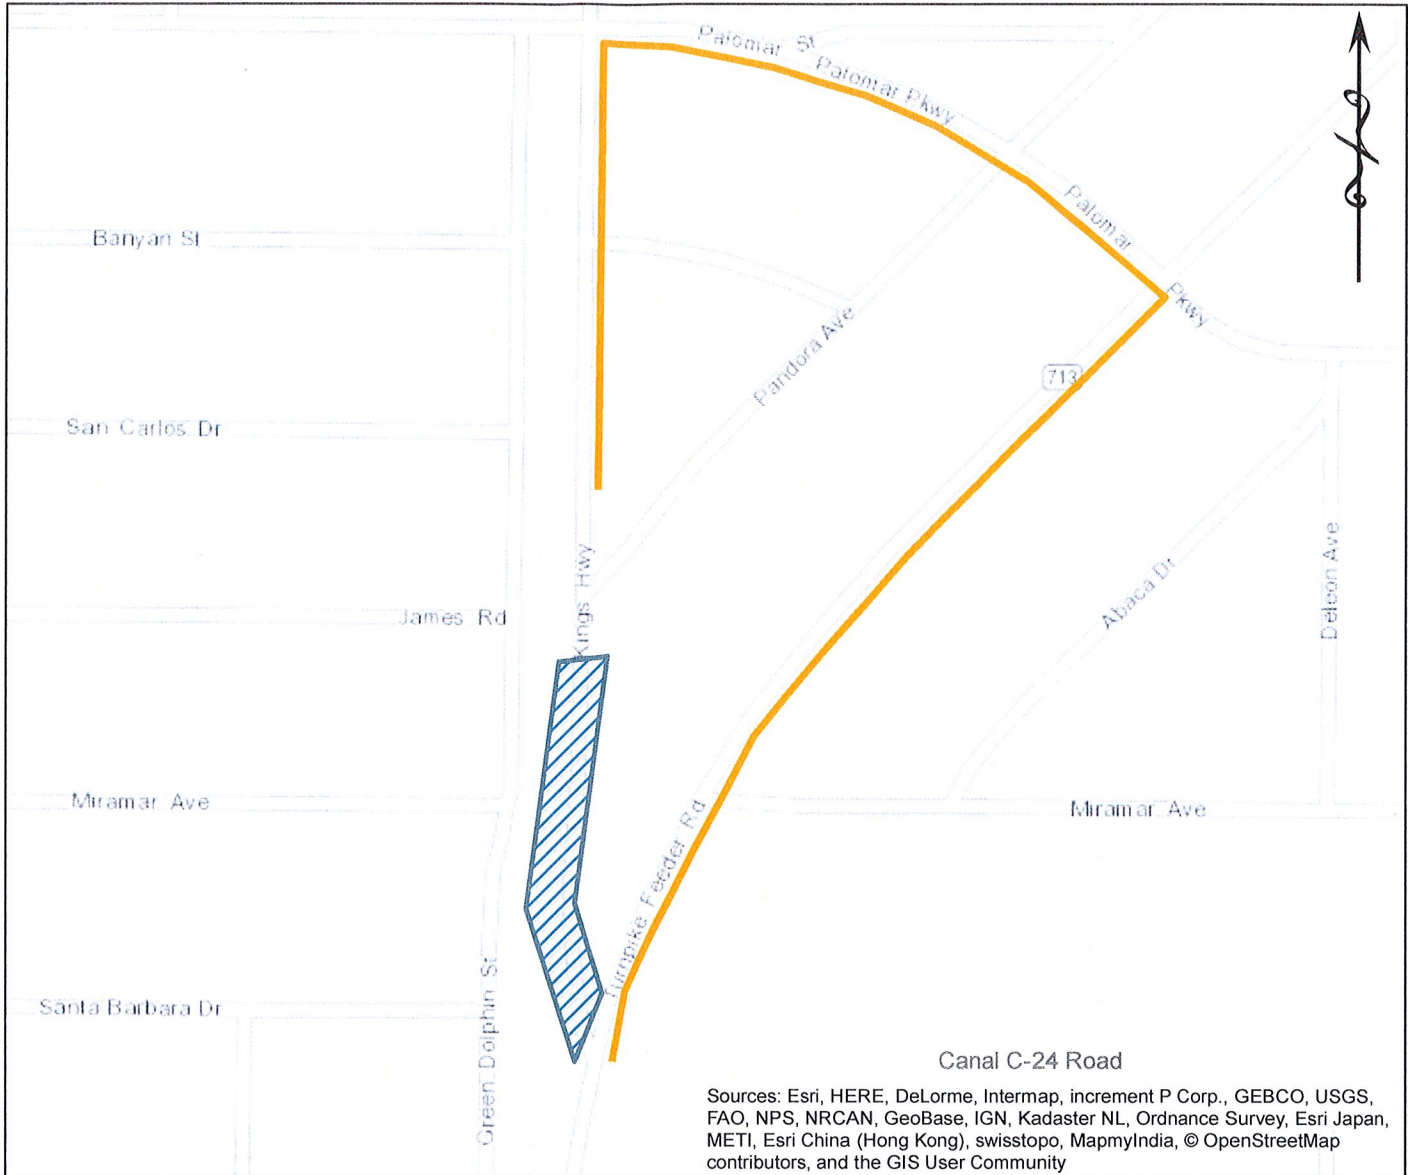 Palomar St
Palomar Pkwy
Palomar
Pkwy
Banyan St
Pandora Ave
713
San Carlos Dr
Kings Hwy
James Rd
Abaca Dr
Deleon Ave
Miramar Ave
Miramar Ave
Turnpike Feeder Rd
Santa Barbara Dr
Green Dolphin St
Canal C-24 Road
Sources: Esri, HERE, DeLorme, Intermap, increment P Corp., GEBCO, USGS,
FAO, NPS, NRCAN, GeoBase, IGN, Kadaster NL, Ordnance Survey, Esri Japan,
METI, Esri China (Hong Kong), swisstopo, MapmyIndia, © OpenStreetMap
contributors, and the GIS User Community